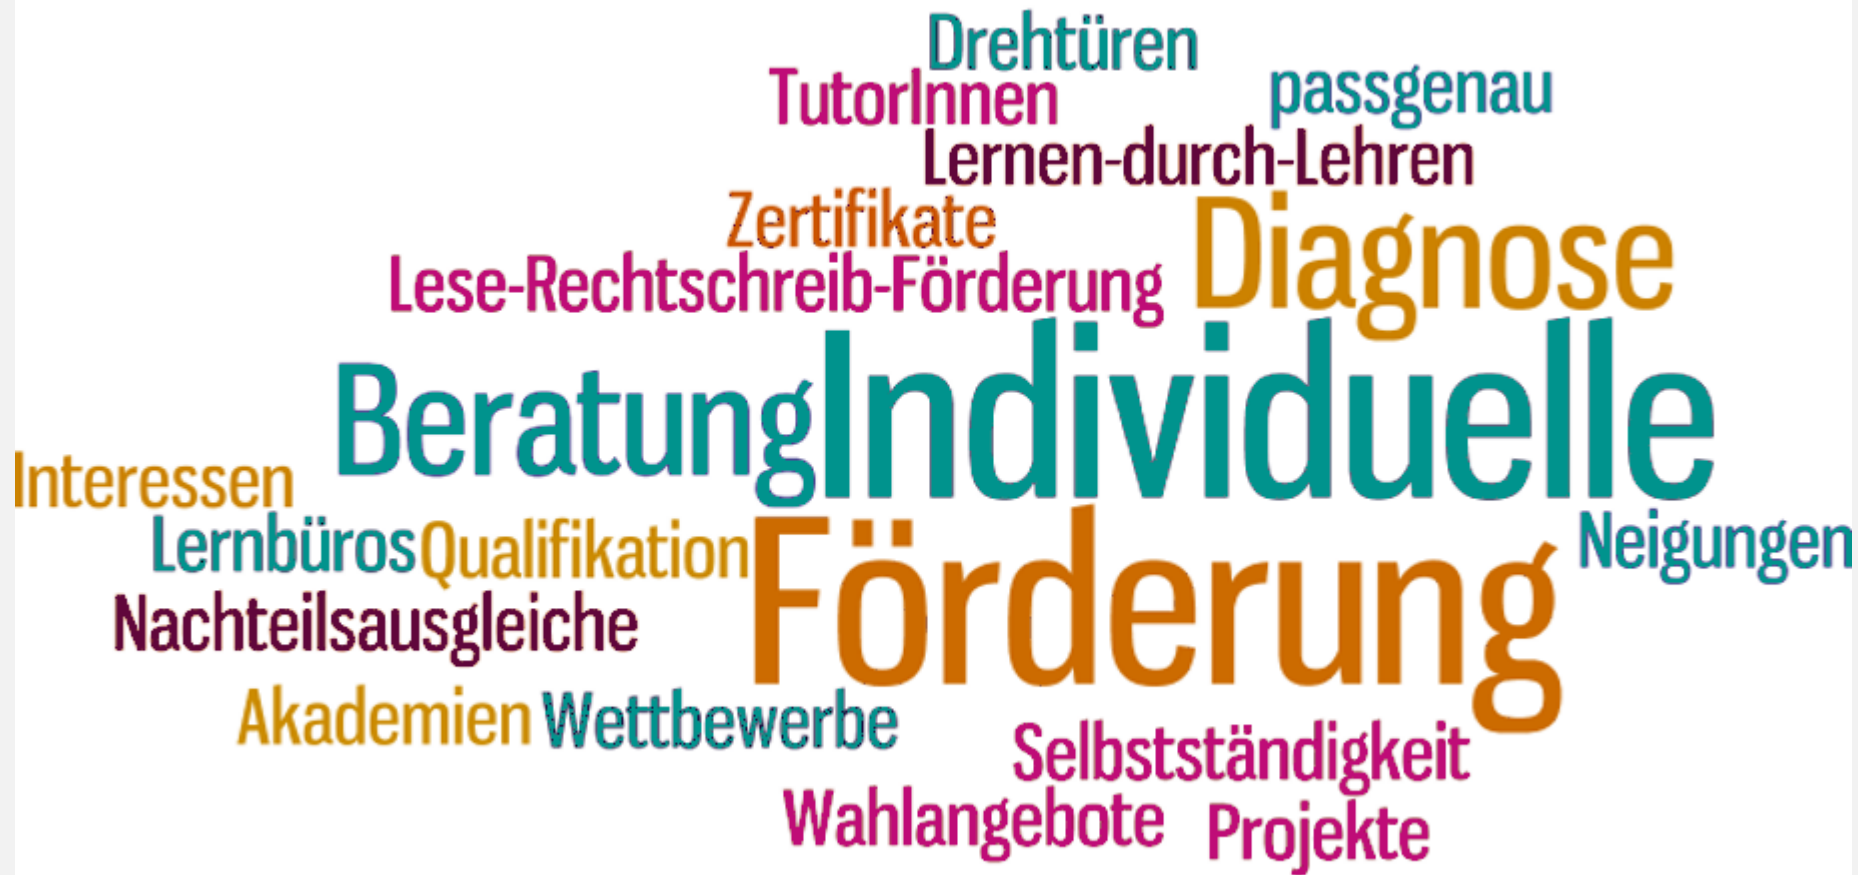 Drehtüren
TutorInnen
passgenau
Lernen-durch-Lehren
Zertifikate
Diagnose
Lese-Rechtschreib-Förderung
Beratung
Individuelle
Interessen
Lernbüros
Qualifikation
Förderung
Neigungen
Nachteilsausgleiche
Akademien
Wettbewerbe
Selbstständigkeit
Wahlangebote
Projekte